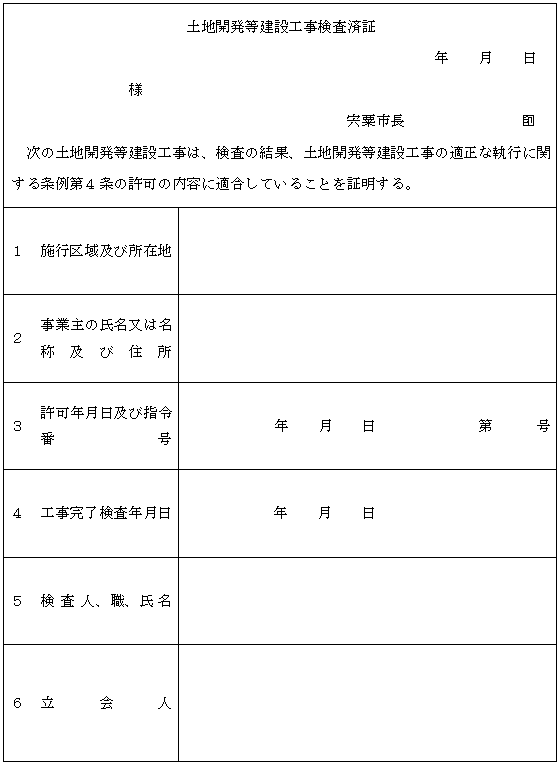 土地開発等建設工事検査済証
年　　月　　日
様
宍粟市長　　　　　　　　印
次の土地開発等建設工事は、検査の結果、土地開発等建設工事の適正な執行に関
する条例第４条の許可の内容に適合していることを証明する。
１　施行区域及び所在地
２　事業主の氏名又は名
称及び住所
３　許可年月日及び指令
番号
年　　月　　日　　　　　　　第　　　号
４　工事完了検査年月日　　　　　　　年　　月　　日
５　検査人、職、氏名
６　立会人